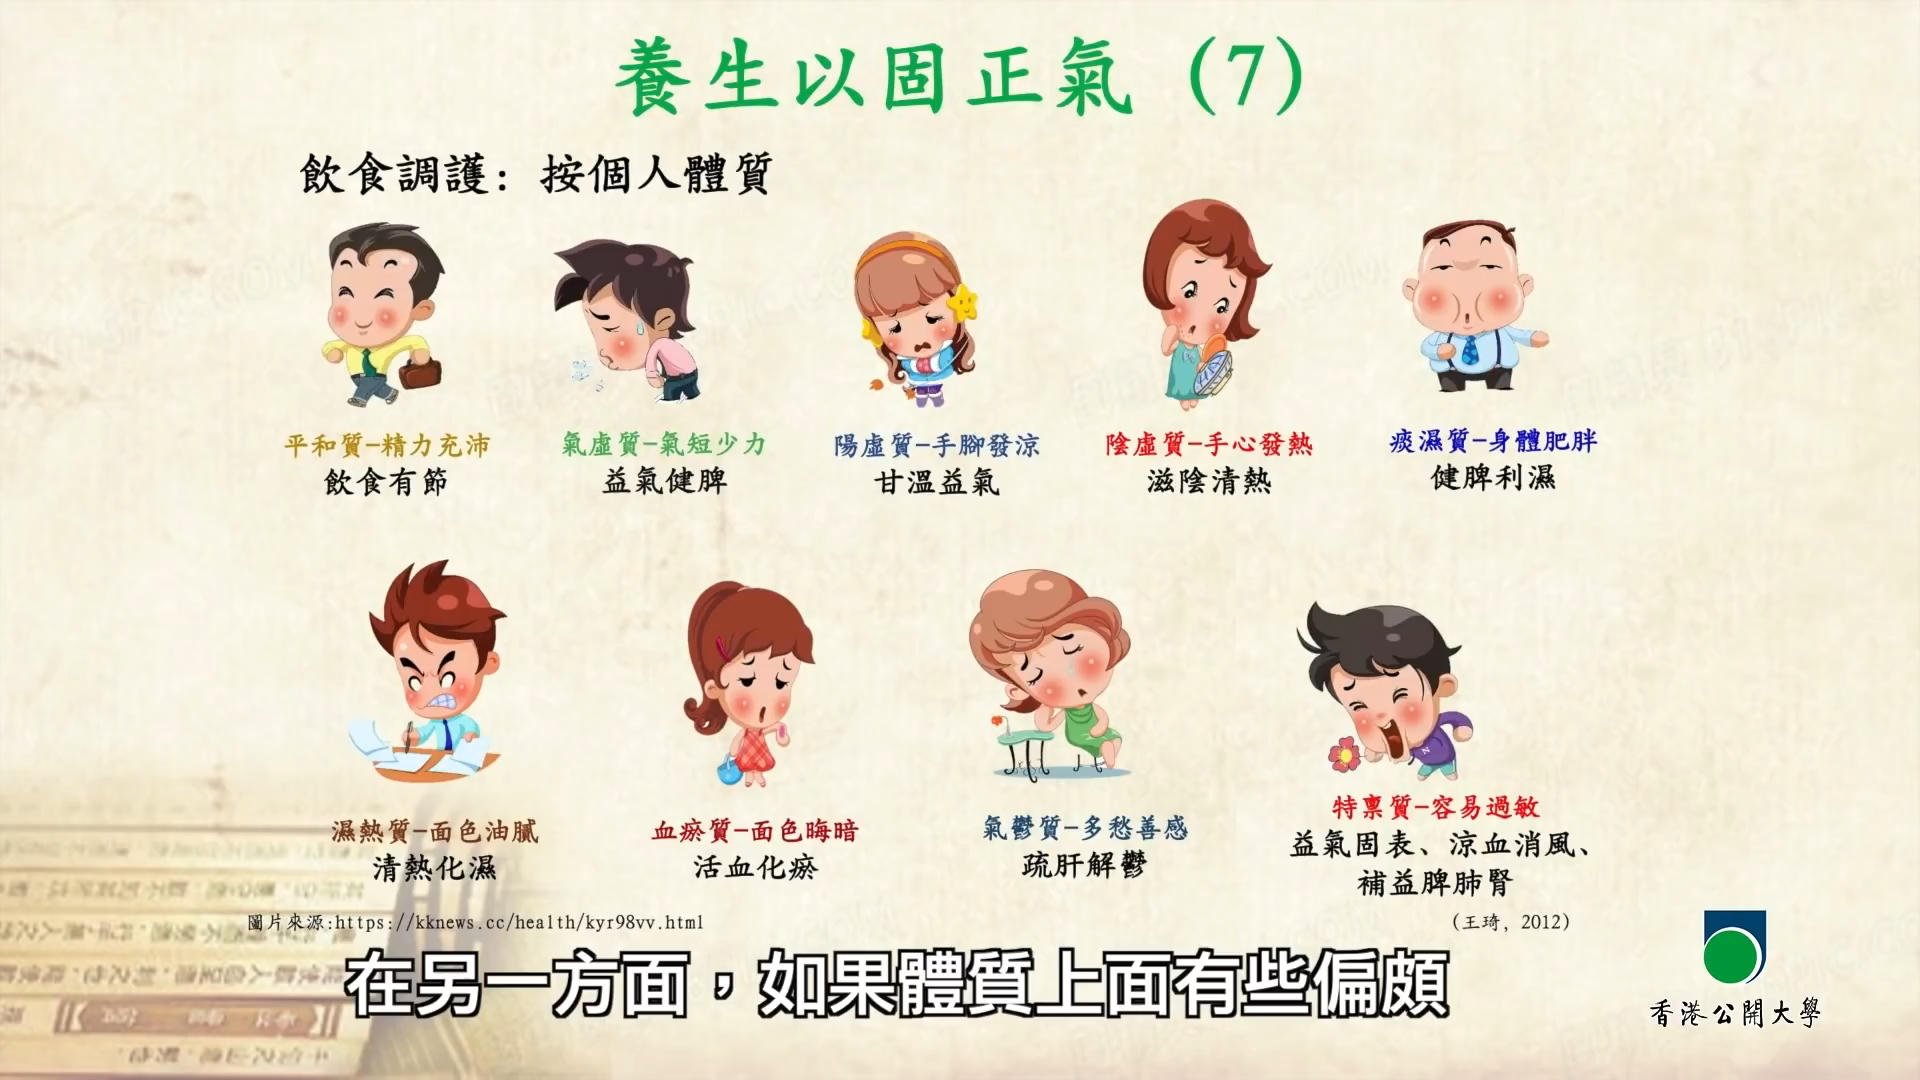 養生以固正氣 (7)
飲食調護: 按個人體質
平和質-精力充沛
飲食有節
氣虛質-氣短少力
益氣健脾
陽虛質-手腳發涼
甘溫益氣
陰虛質-手心發熱
滋陰清熱
痰濕質-身體肥胖
健脾利濕
濕熱質-面色油膩
清熱化濕
血瘀質-面色晦暗
活血化瘀
氣鬱質-多愁善感
疏肝解鬱
特禀質-容易過敏
益氣固表、涼血消風、
補益脾肺腎
圖片來源:https://kknews.cc/health/kyr98vv.html
(王琦, 2012)
在另一方面，如果體質上面有些偏頗
香港公開大學